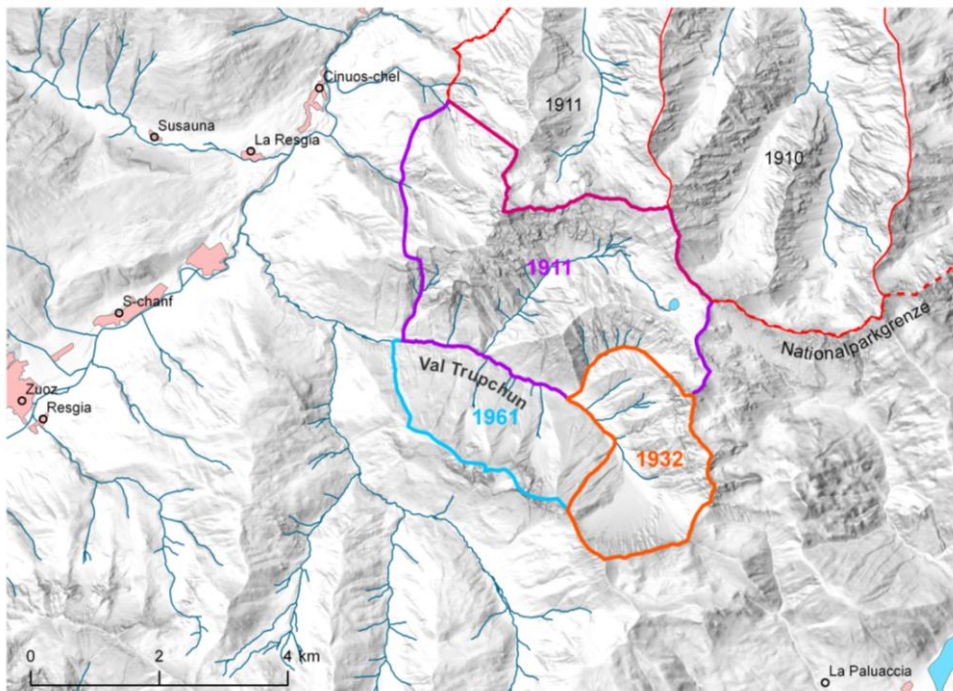 Cinuos-chel
1911
Susauna
La Resgia
1910
1911
S-chanf
Nationalparkgrenze
Val Trupchun
Zuoz
1961
Resgia
1932
0 2 4 km
La Paluaccia